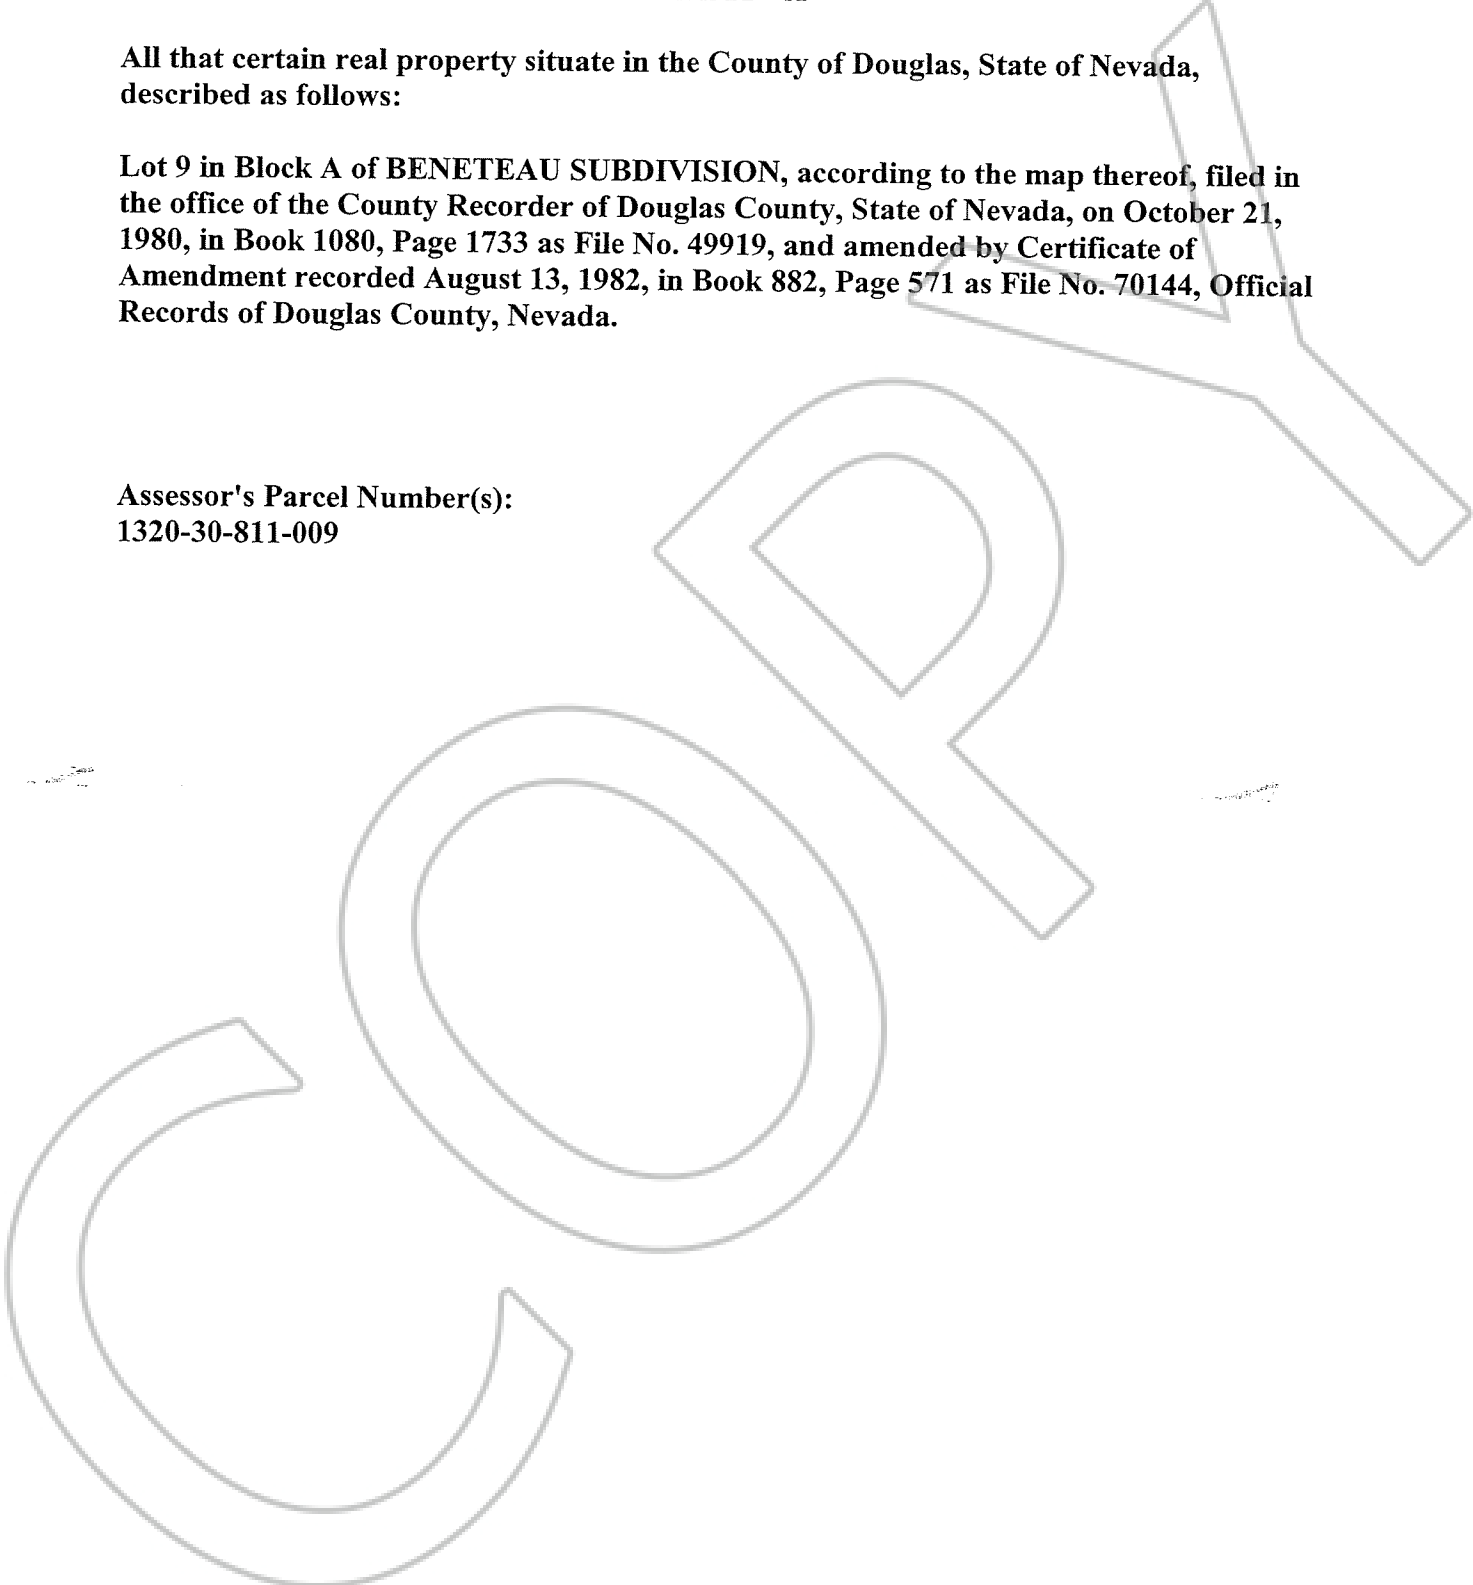 All that certain real property situate in the County of Douglas, State of Nevada,
described as follows:
Lot 9 in Block A of BENETEAU SUBDIVISION, according to the map thereof, filed in
the office of the County Recorder of Douglas County, State of Nevada, on October 21,
1980, in Book 1080, Page 1733 as File No. 49919, and amended by Certificate of
Amendment recorded August 13, 1982, in Book 882, Page 571 as File No. 70144, Official
Records of Douglas County, Nevada.
Assessor's Parcel Number(s):
1320-30-811-009
COPY